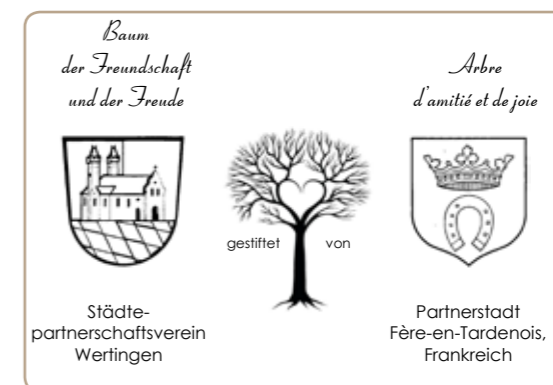 Baum
der Freundschaft
und der Freude
Arbre
d'amitié et de joie
gestiftet von
Städte-
partnerschaftsverein
Wertingen
Partnerstadt
Fère-en-Tardenois,
Frankreich